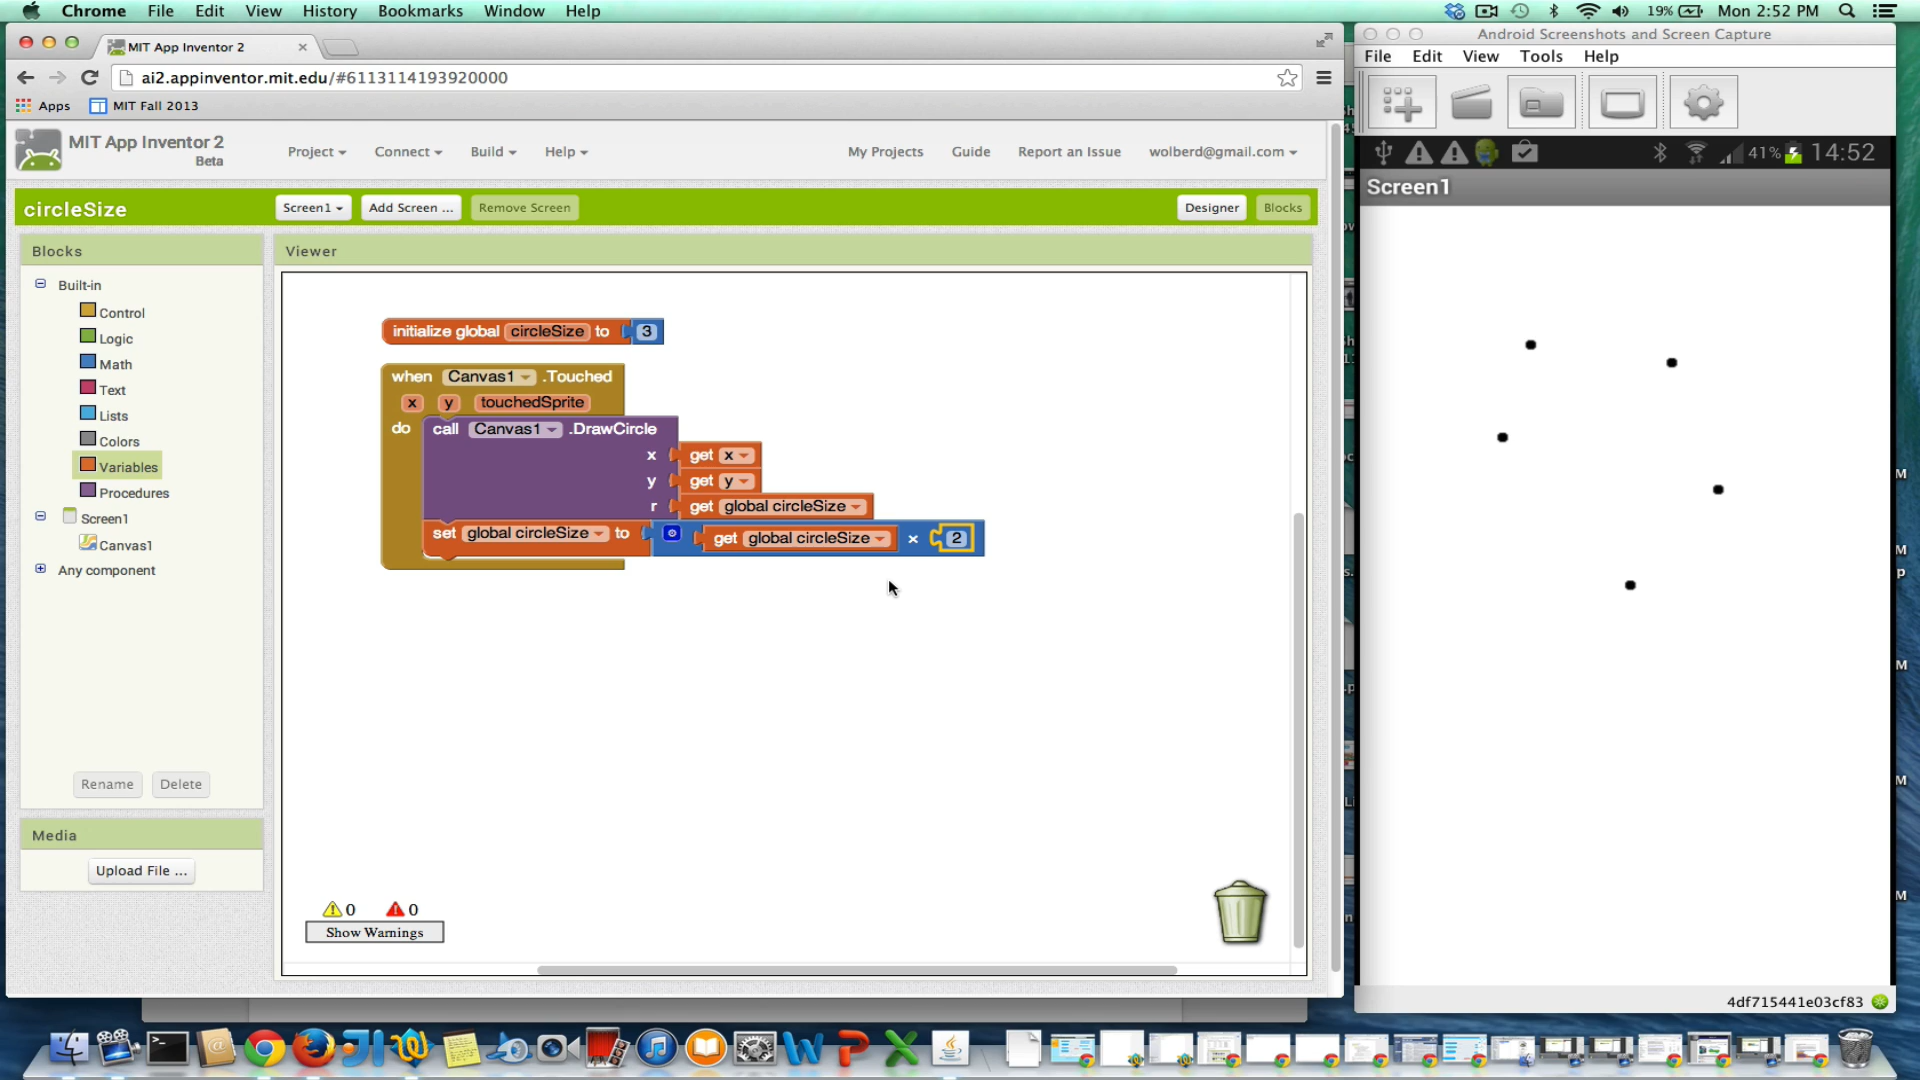 Chrome File Edit View History Bookmarks Window Help 19% Mon 2:52 PM
MIT App Inventor 2
ai2.appinventor.mit.edu/#6113114193920000
Apps MIT Fall 2013
MIT App Inventor 2
Beta
Project Connect Build Help My Projects Guide Report an Issue wolberd@gmail.com
circleSize Screen1 Add Screen ... Remove Screen Designer Blocks
Blocks
Built-in
Control
Logic
Math
Text
Lists
Colors
Variables
Procedures
Screen1
Canvas1
Any component
Rename Delete
Media
Upload File ...
Viewer
initialize global circleSize to 3
when Canvas1 .Touched
x y touchedSprite
do call Canvas1 .DrawCircle
x get x
y get y
r get global circleSize
set global circleSize to get global circleSize × 2
0 0
Show Warnings
Android Screenshots and Screen Capture
File Edit View Tools Help
41% 14:52
Screen1
4df715441e03cf83